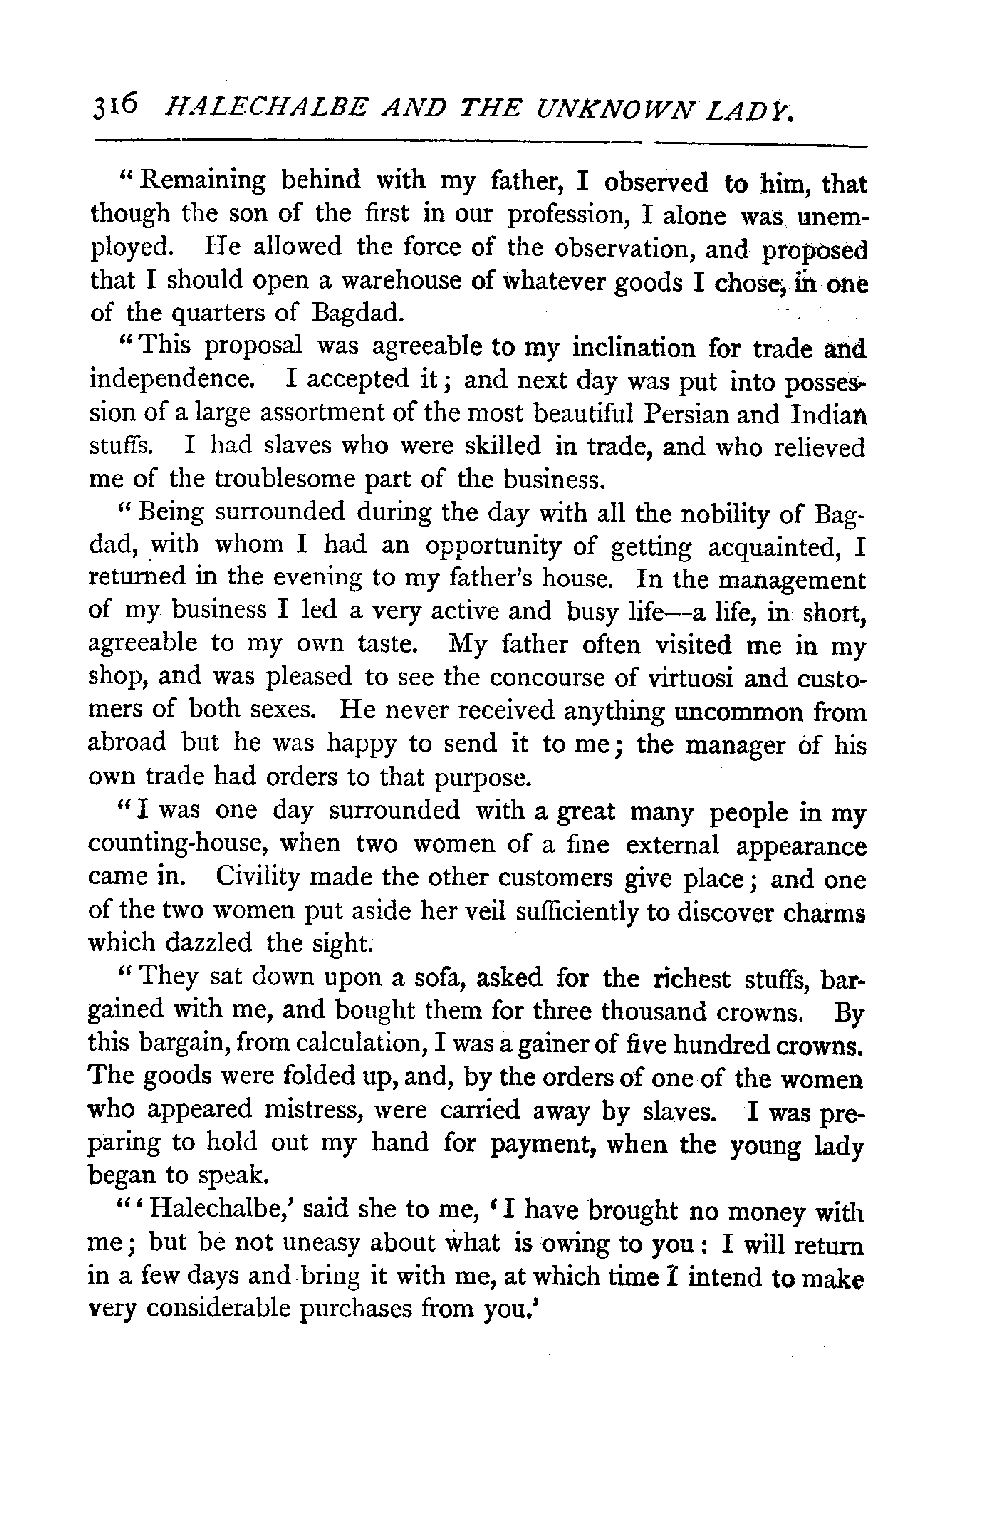 316 HALECHALBE AND THE UNKNOWN LADY.
“ Remaining behind with my father, I observed to him, that
though the son of the first in our profession, I alone was unem-
ployed. He allowed the force of the observation, and proposed
that I should open a warehouse of whatever goods I chose, in one
of the quarters of Bagdad.
“ This proposal was agreeable to my inclination for trade and
independence. I accepted it; and next day was put into posses-
sion of a large assortment of the most beautiful Persian and Indian
stuffs. I had slaves who were skilled in trade, and who relieved
me of the troublesome part of the business.
“ Being surrounded during the day with all the nobility of Bag-
dad, with whom I had an opportunity of getting acquainted, I
returned in the evening to my father's house. In the management
of my business I led a very active and busy life—a life, in short,
agreeable to my own taste. My father often visited me in my
shop, and was pleased to see the concourse of virtuosi and custo-
mers of both sexes. He never received anything uncommon from
abroad but he was happy to send it to me; the manager of his
own trade had orders to that purpose.
“ I was one day surrounded with a great many people in my
counting-house, when two women of a fine external appearance
came in. Civility made the other customers give place; and one
of the two women put aside her veil sufficiently to discover charms
which dazzled the sight.
“ They sat down upon a sofa, asked for the richest stuffs, bar-
gained with me, and bought them for three thousand crowns. By
this bargain, from calculation, I was a gainer of five hundred crowns.
The goods were folded up, and, by the orders of one of the women
who appeared mistress, were carried away by slaves. I was pre-
paring to hold out my hand for payment, when the young lady
began to speak.
“ ‘ Halechalbe,’ said she to me, ‘ I have brought no money with
me; but be not uneasy about what is owing to you: I will return
in a few days and bring it with me, at which time I intend to make
very considerable purchases from you.’